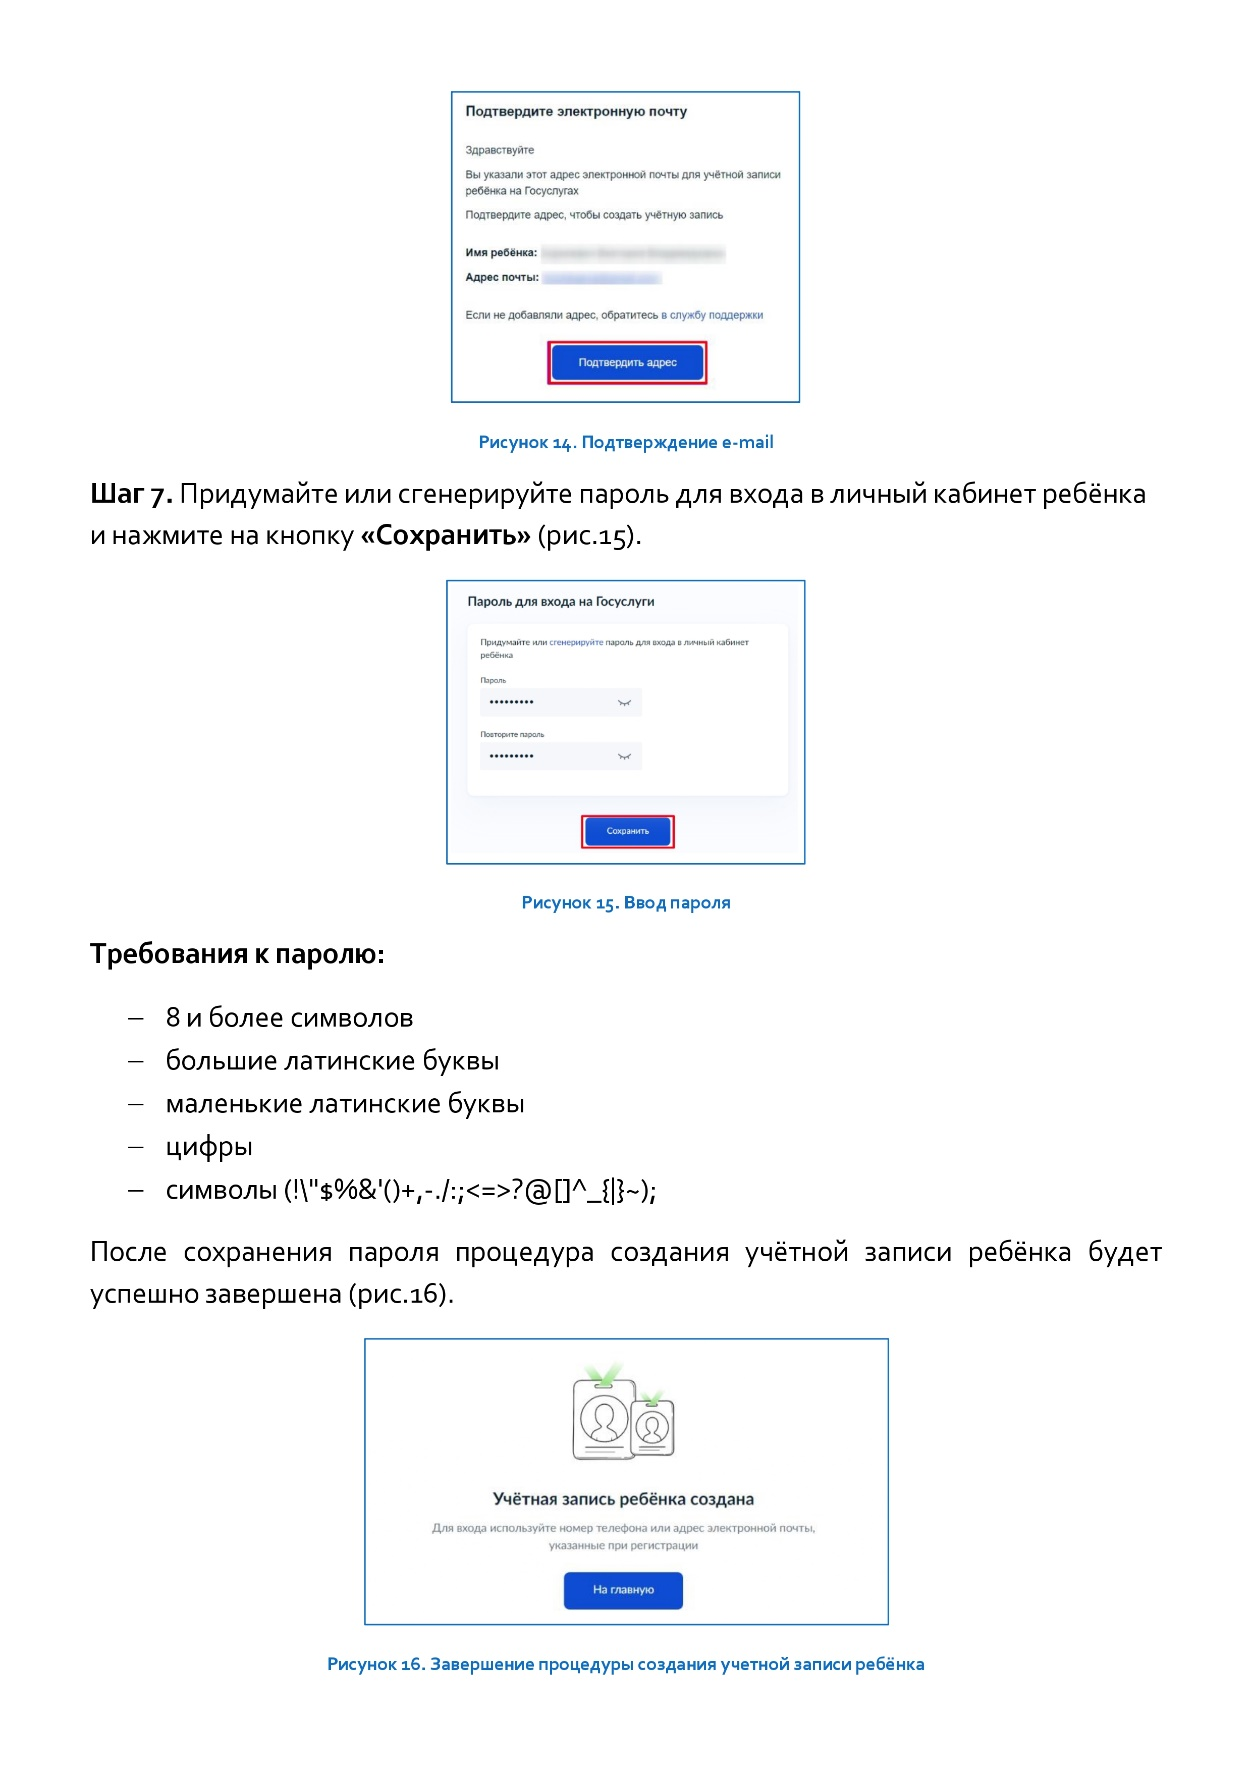 Подтвердите электронную почту
Здравствуйте
Вы указали этот адрес электронной почты для учётной записи
ребёнка на Госуслугах
Подтвердите адрес, чтобы создать учётную запись
Имя ребёнка:
Адрес почты:
Если не добавляли адрес, обратитесь в службу поддержки
Подтвердить адрес
Рисунок 14. Подтверждение e-mail
Шаг 7. Придумайте или сгенерируйте пароль для входа в личный кабинет ребёнка
и нажмите на кнопку «Сохранить» (рис.15).
Пароль для входа на Госуслуги
Придумайте или сгенерируйте пароль для входа в личный кабинет
ребёнка
Пароль
•••••••••
Повторите пароль
•••••••••
Сохранить
Рисунок 15. Ввод пароля
Требования к паролю:
– 8 и более символов
– большие латинские буквы
– маленькие латинские буквы
– цифры
– символы (!\"$%&'()+,-./:;<=>?@[]^_{|}~);
После сохранения пароля процедура создания учётной записи ребёнка будет
успешно завершена (рис.16).
Учётная запись ребёнка создана
Для входа используйте номер телефона или адрес электронной почты,
указанные при регистрации
На главную
Рисунок 16. Завершение процедуры создания учетной записи ребёнка